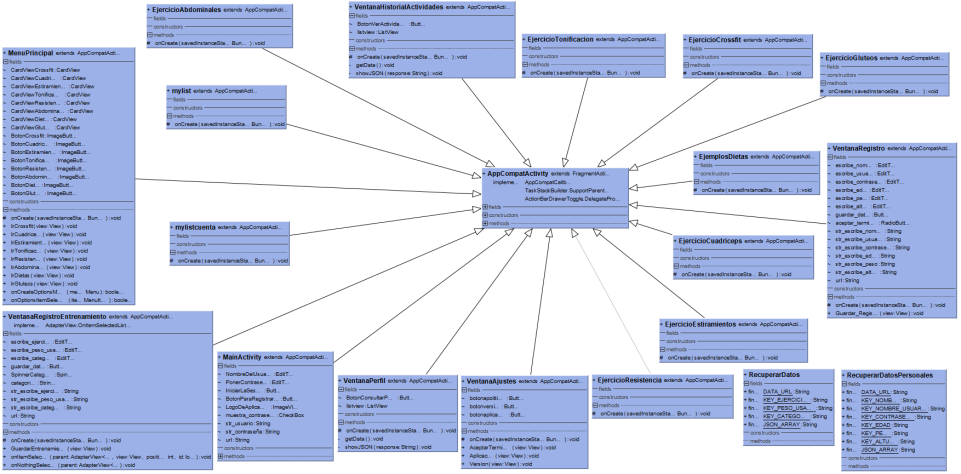 + EjercicioAbdominales extends AppCompatActi...
fields
constructors
methods
# onCreate(savedInstanceSta... Bun... ) : void
+ VentanaHistorialActividades extends AppCompatActi...
fields
~ BotonVerActivida... : Butt...
~ listview : ListView
constructors
methods
# onCreate(savedInstanceSta... Bun... ) : void
- getData() : void
- showJSON(response String) : void
+ EjercicioTonificacion extends AppCompatActi...
fields
constructors
methods
# onCreate(savedInstanceSta... Bun... ) : void
+ EjercicioCrossfit extends AppCompatActi...
fields
constructors
methods
# onCreate(savedInstanceSta... Bun... ) : void
+ EjercicioGluteos extends AppCompatActi...
fields
constructors
methods
# onCreate(savedInstanceSta... Bun... ) : void
+ MenuPrincipal extends AppCompatActi...
fields
~ CardViewCrossfit: CardView
~ CardViewCuadri... : CardView
~ CardViewEstiramien... : CardView
~ CardViewTonifica... : CardView
~ CardViewResisten... : CardView
~ CardViewAbdomina... : CardView
~ CardViewDiet... : CardView
~ CardViewGlut... : CardView
~ BotonCrossfit: ImageButt...
~ BotonCuadric... : ImageButt...
~ BotonEstiramien... : ImageButt...
~ BotonTonifica... : ImageButt...
~ BotonResisten... : ImageButt...
~ BotonAbdomin... : ImageButt...
~ BotonDiet... : ImageButt...
~ BotonGlut... : ImageButt...
constructors
methods
# onCreate(savedInstanceSta... Bun... ) : void
+ IrCrossfit(view: View) : void
+ IrCuadrice... (view: View) : void
+ IrEstiramient... (view: View) : void
+ IrTonificac... (view: View) : void
+ IrResisten... (view: View) : void
+ IrAbdomina... (view: View) : void
+ IrDietas(view: View) : void
+ IrGluteos(view: View) : void
+ onCreateOptionsM... (me... Menu) : boole...
+ onOptionsItemSele... (ite... MenuIt... ) : boole...
+ mylist extends AppCompatActi...
fields
constructors
methods
# onCreate(savedInstanceSta... Bun... ) : void
+ AppCompatActivity extends FragmentActi...
impleme... AppCompatCallb...
TaskStackBuilder.SupportParent...
ActionBarDrawerToggle.DelegatePro...
fields
constructors
methods
+ EjemplosDietas extends AppCompatActi...
fields
constructors
methods
# onCreate(savedInstanceSta... Bun... ) : void
+ VentanaRegistro extends AppCompatActi...
fields
~ escribe_nom... : EditT...
~ escribe_usua... : EditT...
~ escribe_contrase... : EditT...
~ escribe_ed... : EditT...
~ escribe_pe... : EditT...
~ escribe_alt... : EditT...
~ guardar_dat... : Butt...
~ aceptar_termi... : RadioButt...
~ str_escribe_nom... : String
~ str_escribe_usua... : String
~ str_escribe_contrase... : String
~ str_escribe_ed... : String
~ str_escribe_peso : String
~ str_escribe_alt... : String
~ url : String
constructors
methods
# onCreate(savedInstanceSta... Bun... ) : void
+ Guardar_Regis... (view: View) : void
+ mylistcuenta extends AppCompatActi...
fields
constructors
methods
# onCreate(savedInstanceSta... Bun... ) : void
+ EjercicioCuadriceps extends AppCompatActi...
fields
constructors
methods
# onCreate(savedInstanceSta... Bun... ) : void
+ VentanaRegistroEntrenamiento extends AppCompatActi...
impleme... AdapterView.OnItemSelectedList...
fields
~ escribe_ejerci... : EditT...
~ escribe_peso_usa... : EditT...
~ escribe_categ... : EditT...
~ guardar_dat... : Butt...
~ SpinnerCateg... : Spin...
~ categori... : Strin...
~ str_escribe_ejerci... : String
~ str_escribe_peso_usa... : String
~ str_escribe_categ... : String
~ url : String
constructors
methods
# onCreate(savedInstanceSta... Bun... ) : void
+ GuardarEntrenamie... (view: View) : void
+ onItemSelec... (parent: AdapterView<... , view: View, positi... int, id: lo... ) : void
+ onNothingSelec... (parent: AdapterView<... ) : void
+ MainActivity extends AppCompatActi...
fields
~ NombreDelUsua... : EditT...
~ PonerContrase... : EditT...
~ IniciarLaSes... : Butt...
~ BotonParaRegistrar... : Butt...
~ LogoDeAplica... : ImageVi...
~ muestra_contrase... : CheckBox
~ str_usuario: String
~ str_contraseña: String
~ url : String
constructors
methods
+ VentanaPerfil extends AppCompatActi...
fields
~ BotonConsultarP... : Butt...
~ listview : ListView
constructors
methods
# onCreate(savedInstanceSta... Bun... ) : void
- getData() : void
- showJSON(response String) : void
+ VentanaAjustes extends AppCompatActi...
fields
~ botonapoliti... : Butt...
~ botonversi... : Butt...
~ botonaplica... : Butt...
constructors
methods
# onCreate(savedInstanceSta... Bun... ) : void
+ AceptarTermi... (view: View) : void
+ Aplicac... (view: View) : void
+ Version(view: View) : void
+ EjercicioEstiramientos extends AppCompatActi...
fields
constructors
methods
# onCreate(savedInstanceSta... Bun... ) : void
+ EjercicioResistencia extends AppCompatActi...
fields
constructors
methods
# onCreate(savedInstanceSta... Bun... ) : void
+ RecuperarDatos
fields
+ fin... DATA_URL: String
+ fin... KEY_EJERCICI... : String
+ fin... KEY_PESO_USA... : String
+ fin... KEY_CATEGO... : String
+ fin... JSON_ARRAY: String
constructors
methods
+ RecuperarDatosPersonales
fields
+ fin... DATA_URL: String
+ fin... KEY_NOMB... : String
+ fin... KEY_NOMBRE_USUAR... : String
+ fin... KEY_CONTRASE... : String
+ fin... KEY_EDAD: String
+ fin... KEY_PE... : String
+ fin... KEY_ALTU... : String
+ fin... JSON_ARRAY: String
constructors
methods